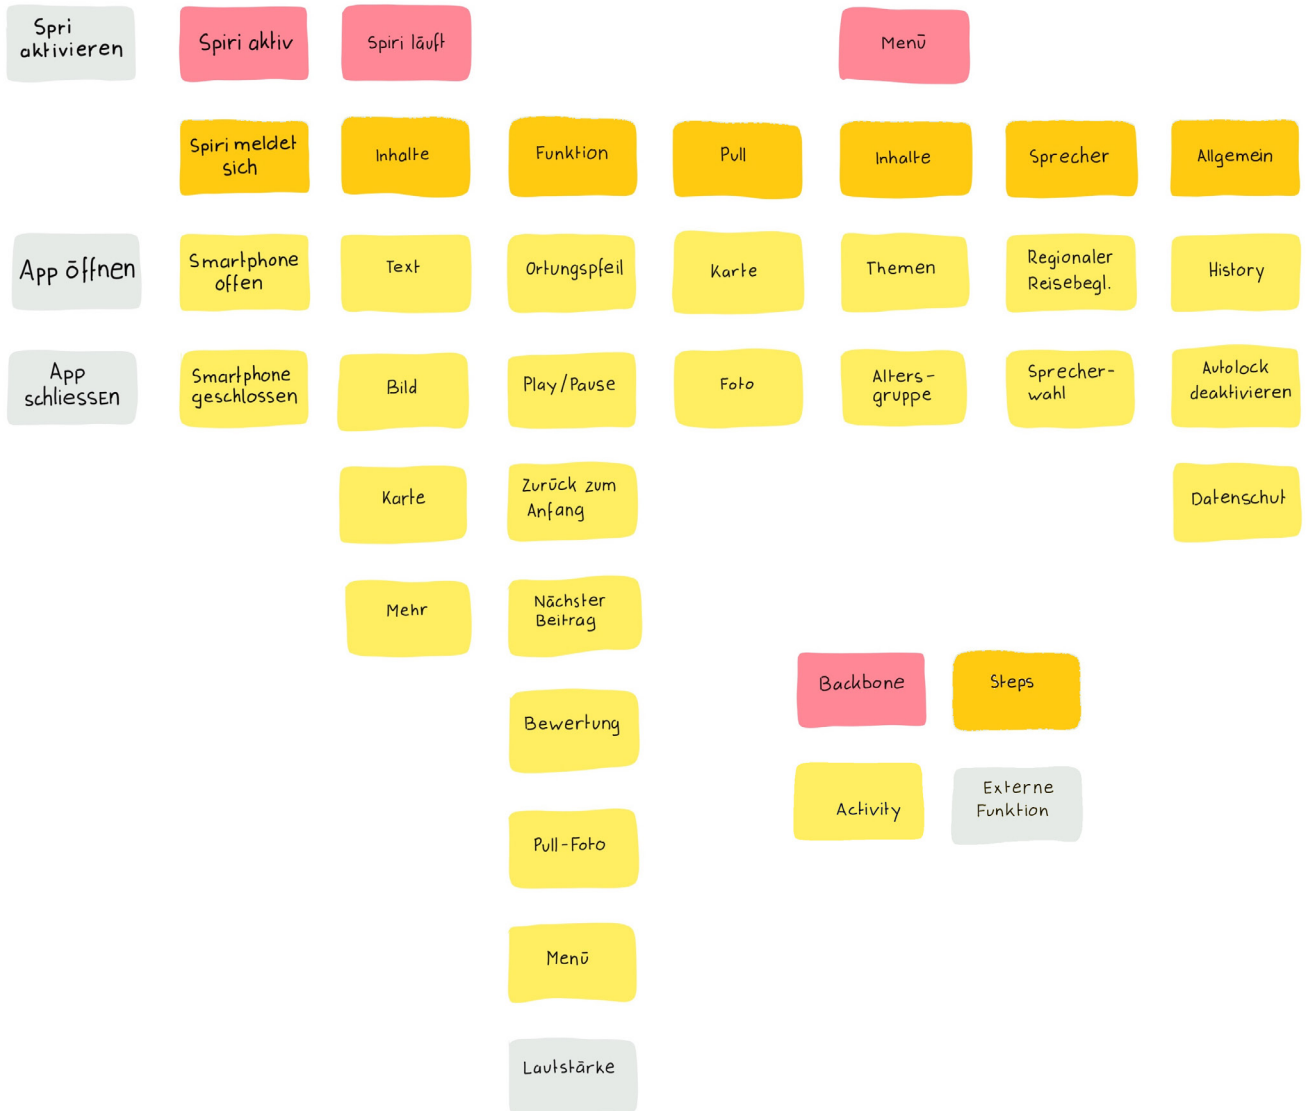 Spri
aktivieren
Spiri aktiv
Spiri läuft
Menü
Spiri meldet
sich
Inhalte
Funktion
Pull
Inhalte
Sprecher
Allgemein
App öffnen
Smartphone
offen
Text
Ortungspfeil
Karte
Themen
Regionaler
Reisebegl.
History
App
schliessEn
Smartphone
geschlossen
Bild
Play/Pause
Foto
Alters-
gruppe
Sprecher-
wahl
Autolock
deaktivieren
Karte
Zurück zum
Anfang
Datenschut
Mehr
Nächster
Beitrag
Backbone
Steps
Bewertung
Activity
Externe
Funktion
Pull-Foto
Menü
Lautstärke